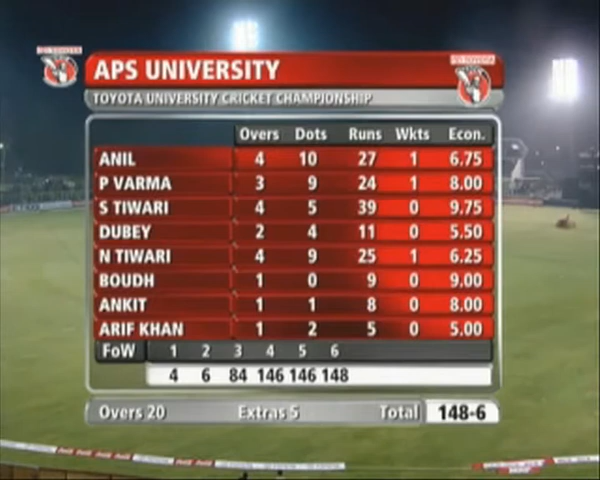 APS UNIVERSITY
TOYOTA UNIVERSITY CRICKET CHAMPIONSHIP
Overs Dots Runs Wkts Econ.
ANIL 4 10 27 1 6.75
P VARMA 3 9 24 1 8.00
S TIWARI 4 5 39 0 9.75
DUBEY 2 4 11 0 5.50
N TIWARI 4 9 25 1 6.25
BOUDH 1 0 9 0 9.00
ANKIT 1 1 8 0 8.00
ARIF KHAN 1 2 5 0 5.00
FoW 1 2 3 4 5 6
4 6 84 146 146 148
Overs 20 Extras 5 Total 148-6